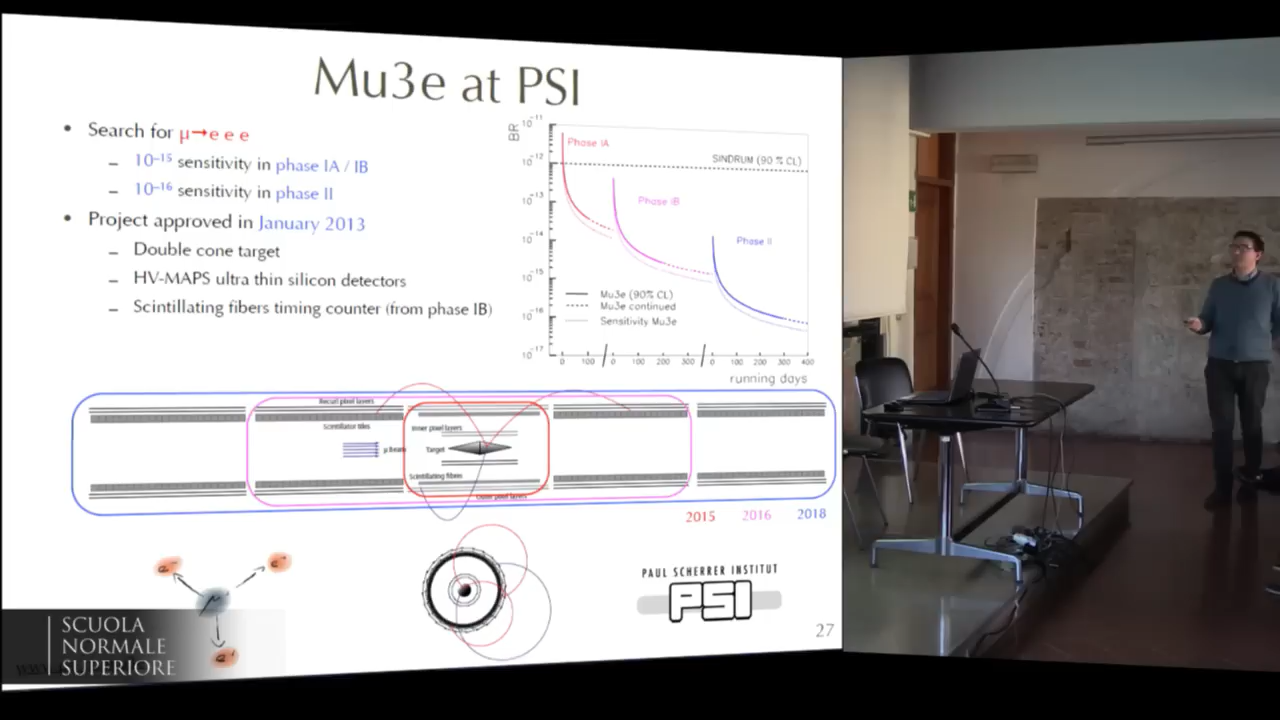 Mu3e at PSI
• Search for μ→e e e
– 10⁻¹⁵ sensitivity in phase IA / IB
– 10⁻¹⁶ sensitivity in phase II
• Project approved in January 2013
– Double cone target
– HV-MAPS ultra thin silicon detectors
– Scintillating fibers timing counter (from phase IB)
BR
10⁻¹¹
10⁻¹²
10⁻¹³
10⁻¹⁴
10⁻¹⁵
10⁻¹⁶
10⁻¹⁷
Phase IA
SINDRUM (90 % CL)
Phase IB
Phase II
Mu3e (90% CL)
Mu3e continued
Sensitivity Mu3e
0 100 0 100 200 300 0 100 200 300 400
running days
Recurl pixel layers
Scintillator tiles
Inner pixel layers
μ Beam
Target
Scintillating fibres
Outer pixel layers
2015 2016 2018
e⁻
μ
PAUL SCHERRER INSTITUT
PSI
27
SCUOLA
NORMALE
SUPERIORE